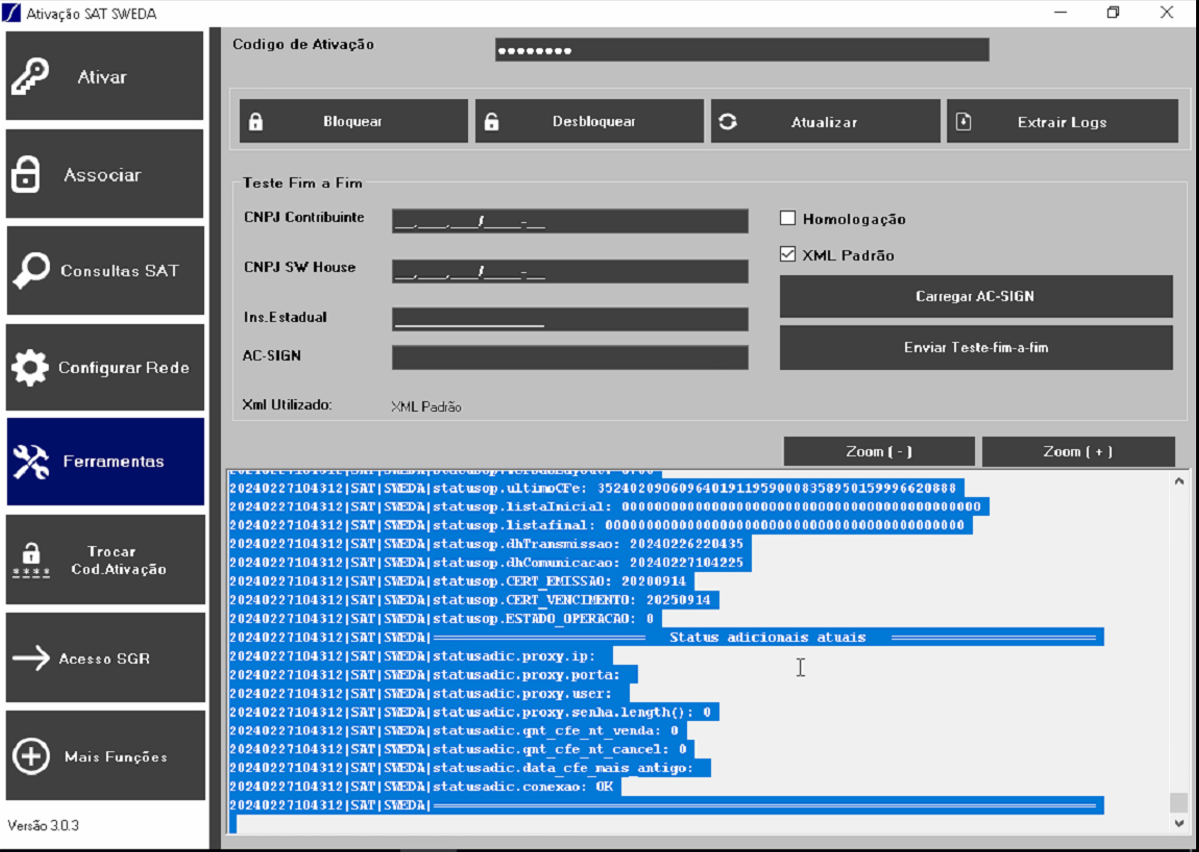 Ativação SAT SWEDA
Ativar
Associar
Consultas SAT
Configurar Rede
Ferramentas
Trocar
Cod.Ativação
Acesso SGR
Mais Funções
Versão 3.0.3
Codigo de Ativação
••••••••
Bloquear
Desbloquear
Atualizar
Extrair Logs
Teste Fim a Fim
CNPJ Contribuinte
__.___.___/____-__
CNPJ SW House
__.___.___/____-__
Ins.Estadual
AC-SIGN
Xml Utilizado:
XML Padrão
Homologação
XML Padrão
Carregar AC-SIGN
Enviar Teste-fim-a-fim
Zoom ( - )
Zoom ( + )
20240227104312|SAT|SWEDA|statusop.ultimoCFe: 35240209060964019119590008358950159996620888
20240227104312|SAT|SWEDA|statusop.listaInicial: 00000000000000000000000000000000000000000000
20240227104312|SAT|SWEDA|statusop.listafinal: 00000000000000000000000000000000000000000000
20240227104312|SAT|SWEDA|statusop.dhTransmissao: 20240226220435
20240227104312|SAT|SWEDA|statusop.dhComunicacao: 20240227104225
20240227104312|SAT|SWEDA|statusop.CERT_EMISSAO: 20200914
20240227104312|SAT|SWEDA|statusop.CERT_VENCIMENTO: 20250914
20240227104312|SAT|SWEDA|statusop.ESTADO_OPERACAO: 0
20240227104312|SAT|SWEDA|========================== Status adicionais atuais =========================
20240227104312|SAT|SWEDA|statusadic.proxy.ip:
20240227104312|SAT|SWEDA|statusadic.proxy.porta:
20240227104312|SAT|SWEDA|statusadic.proxy.user:
20240227104312|SAT|SWEDA|statusadic.proxy.senha.length(): 0
20240227104312|SAT|SWEDA|statusadic.qnt_cfe_nt_venda: 0
20240227104312|SAT|SWEDA|statusadic.qnt_cfe_nt_cancel: 0
20240227104312|SAT|SWEDA|statusadic.data_cfe_mais_antigo:
20240227104312|SAT|SWEDA|statusadic.conexao: OK
20240227104312|SAT|SWEDA|==================================================================================